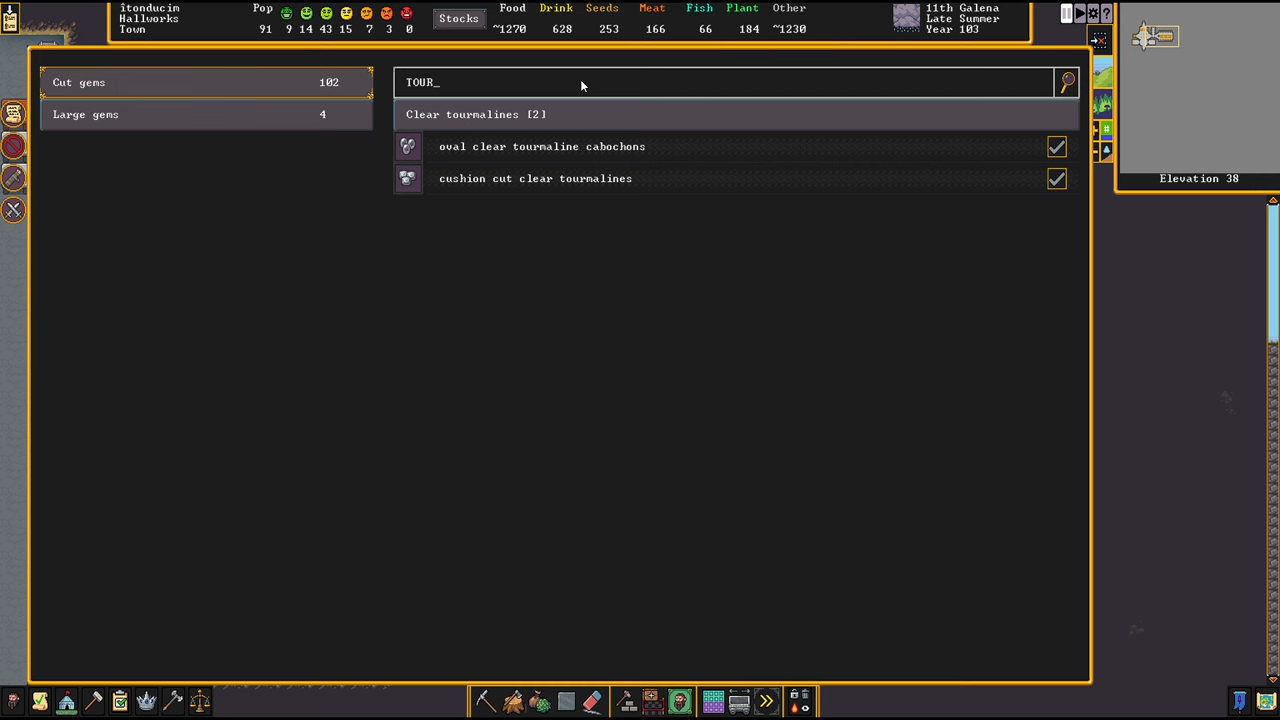 îtonducim
Hallworks
Town
Pop
91 9 14 43 15 7 3 0
Stocks
Food Drink Seeds Meat Fish Plant Other
~1270 628 253 166 66 184 ~1230
11th Galena
Late Summer
Year 103
?
Cut gems 102
Large gems 4
TOUR_
Clear tourmalines [2]
oval clear tourmaline cabochons
cushion cut clear tourmalines
Elevation 38